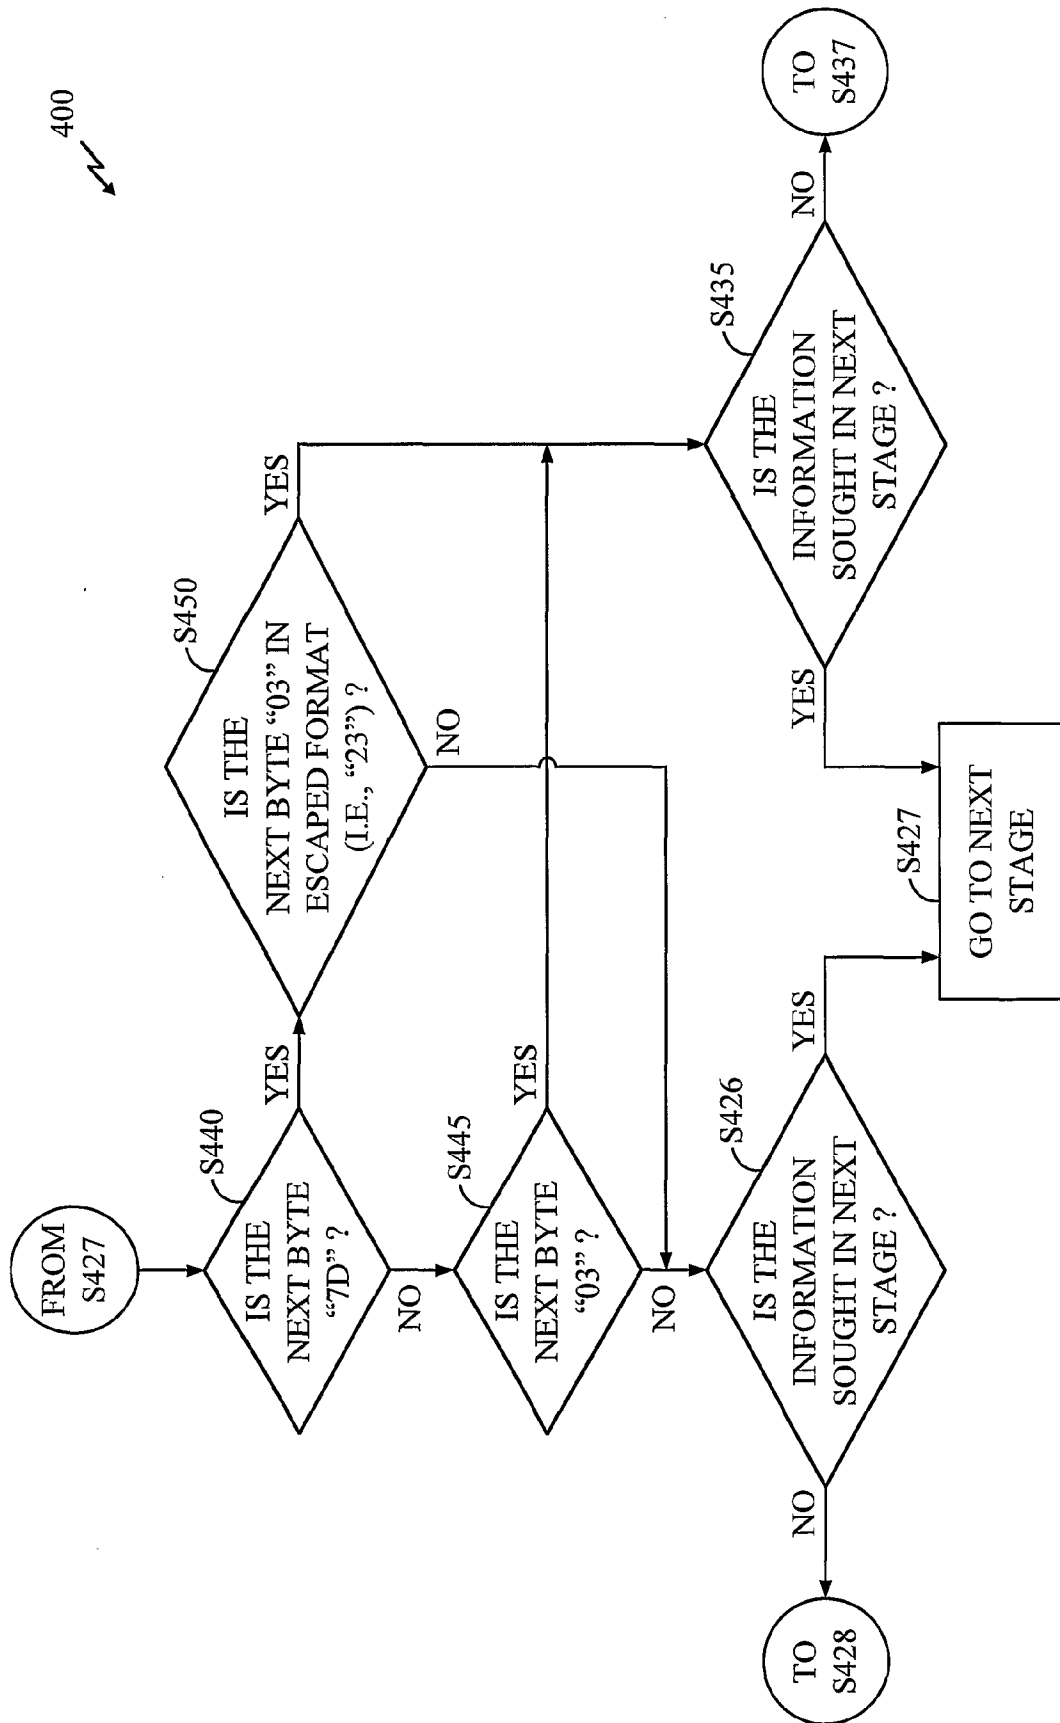 400
FROM
S427
S440
IS THE
NEXT BYTE
“7D” ?
YES
NO
S450
IS THE
NEXT BYTE “03” IN
ESCAPED FORMAT
(I.E., “23”) ?
YES
NO
S445
IS THE
NEXT BYTE
“03” ?
YES
NO
S426
IS THE
INFORMATION
SOUGHT IN NEXT
STAGE ?
NO
YES
TO
S428
S435
IS THE
INFORMATION
SOUGHT IN NEXT
STAGE ?
YES
NO
TO
S437
S427
GO TO NEXT
STAGE